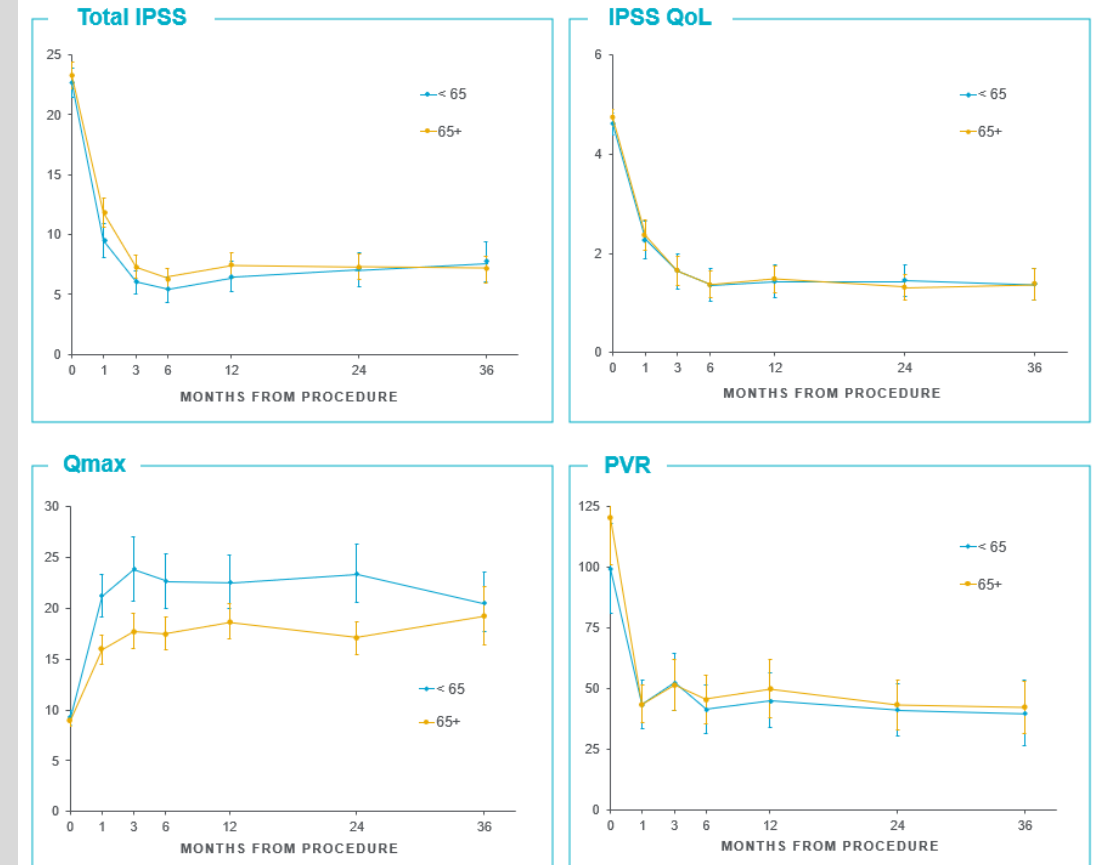 Total IPSS
25
20
15
10
5
0
< 65
65+
0 1 3 6 12 24 36
MONTHS FROM PROCEDURE
IPSS QoL
6
4
2
0
< 65
65+
0 1 3 6 12 24 36
MONTHS FROM PROCEDURE
Qmax
30
25
20
15
10
5
0
< 65
65+
0 1 3 6 12 24 36
MONTHS FROM PROCEDURE
PVR
125
100
75
50
25
0
< 65
65+
0 1 3 6 12 24 36
MONTHS FROM PROCEDURE